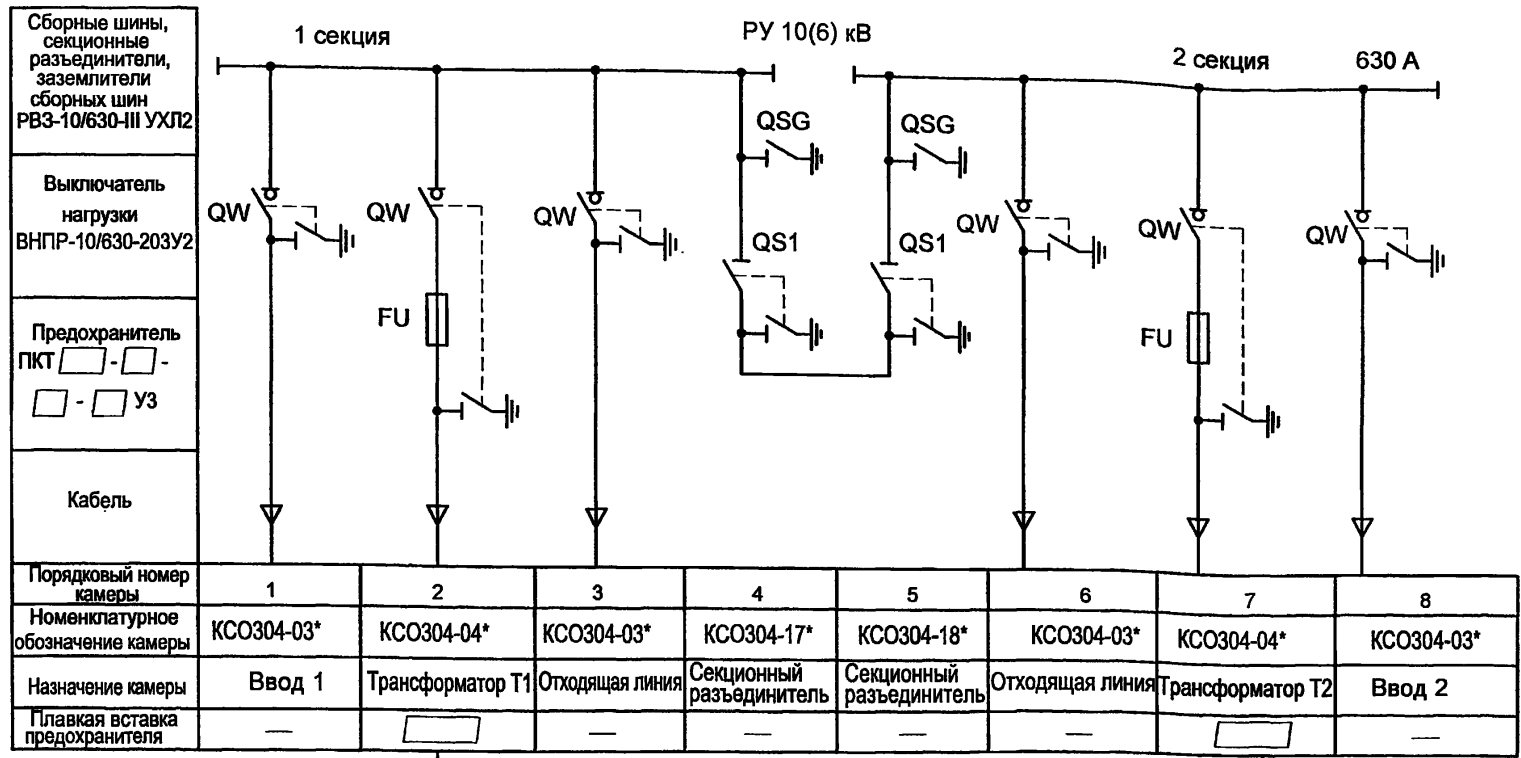 Сборные шины,
секционные
разъединители,
заземлители
сборных шин
РВЗ-10/630-III УХЛ2
1 секция
РУ 10(6) кВ
2 секция
630 А
QSG
QSG
Выключатель
нагрузки
ВНПР-10/630-203У2
QW
QW
QW
QS1
QS1
QW
QW
QW
Предохранитель
ПКТ - -
- У3
FU
FU
Кабель
Порядковый номер
камеры
1
2
3
4
5
6
7
8
Номенклатурное
обозначение камеры
КСО304-03*
КСО304-04*
КСО304-03*
КСО304-17*
КСО304-18*
КСО304-03*
КСО304-04*
КСО304-03*
Назначение камеры
Ввод 1
Трансформатор Т1
Отходящая линия
Секционный
разъединитель
Секционный
разъединитель
Отходящая линия
Трансформатор Т2
Ввод 2
Плавкая вставка
предохранителя
—
—
—
—
—
—